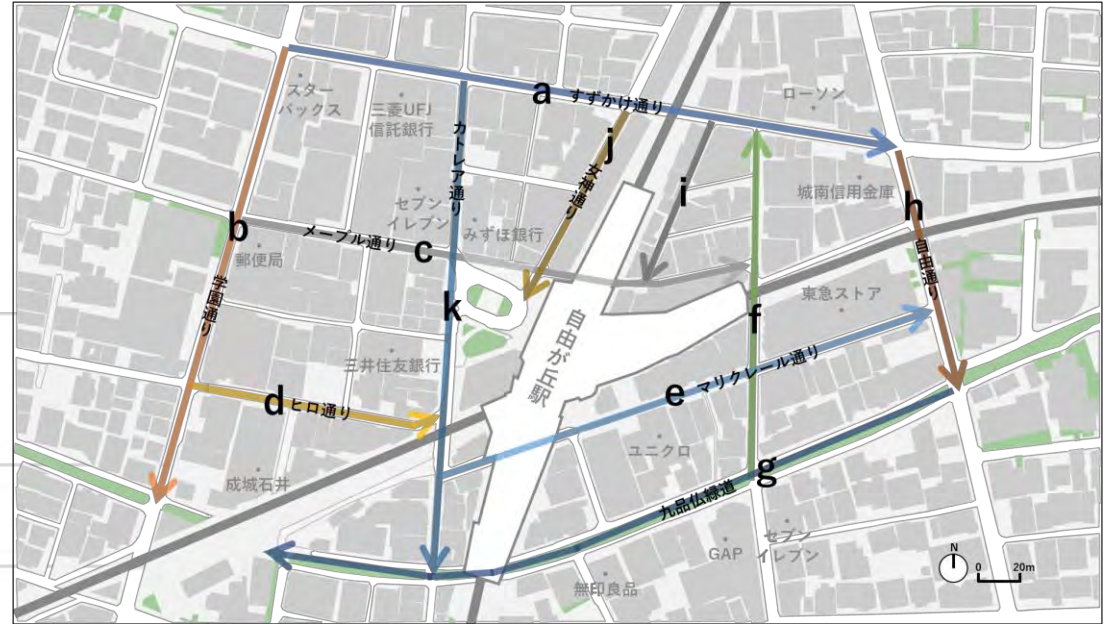 スター
バックス
三菱UFJ
信託銀行
a
すずかけ通り
ローソン
カトレア通り
j
女神通り
i
城南信用金庫
h
自由通り
セブン
イレブン
みずほ銀行
b
メープル通り
c
郵便局
学園通り
k
東急ストア
f
自由が丘駅
三井住友銀行
d
ヒロ通り
e
マリクレール通り
ユニクロ
成城石井
g
九品仏緑道
GAP
セブン
イレブン
無印良品
N
0 20m